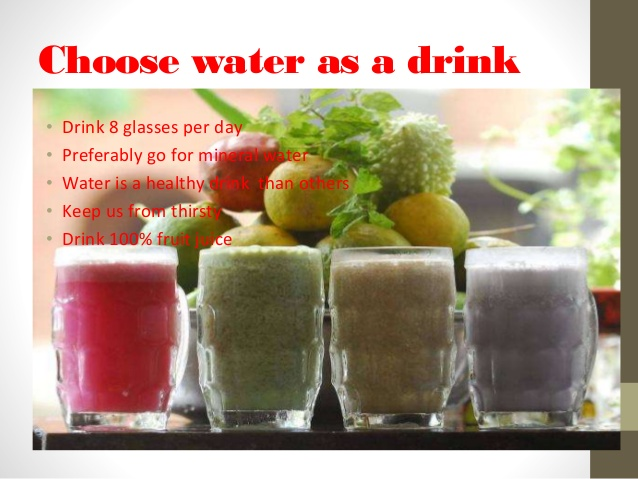 Choose water as a drink
• Drink 8 glasses per day
• Preferably go for mineral water
• Water is a healthy drink  than others
• Keep us from thirsty
• Drink 100% fruit juice